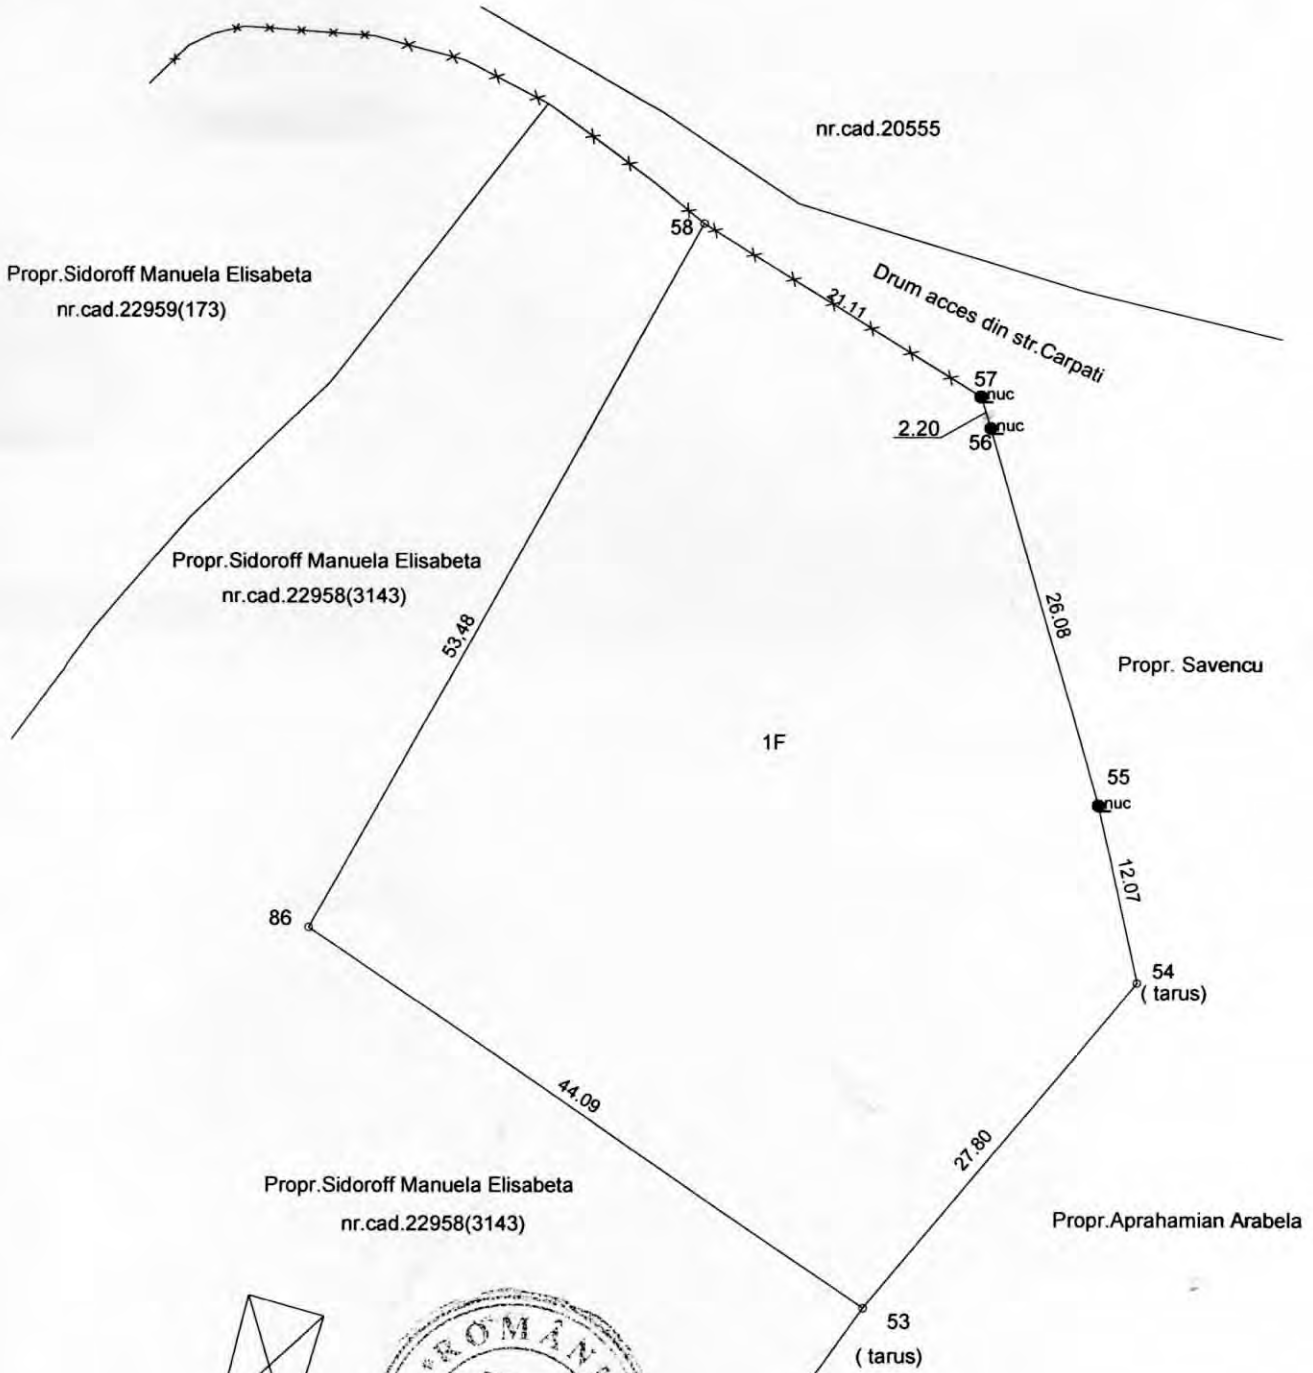 nr.cad.20555
58
Propr.Sidoroff Manuela Elisabeta
nr.cad.22959(173)
Drum acces din str.Carpati
21.11
57
nuc
2.20
nuc
56
Propr.Sidoroff Manuela Elisabeta
nr.cad.22958(3143)
53,48
26.08
Propr. Savencu
1F
55
nuc
12.07
86
54
( tarus)
44.09
27.80
Propr.Sidoroff Manuela Elisabeta
nr.cad.22958(3143)
Propr.Aprahamian Arabela
53
( tarus)